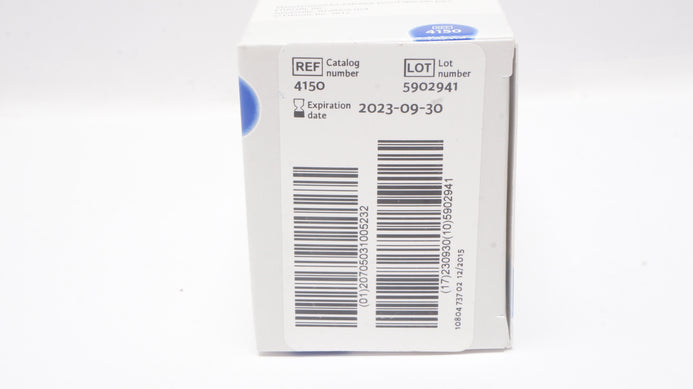 4150
REF Catalog number
4150
LOT Lot number
5902941
Expiration date 2023-09-30
(01)20705031005232
(17)230930(10)5902941
10804 737 02 12/2015